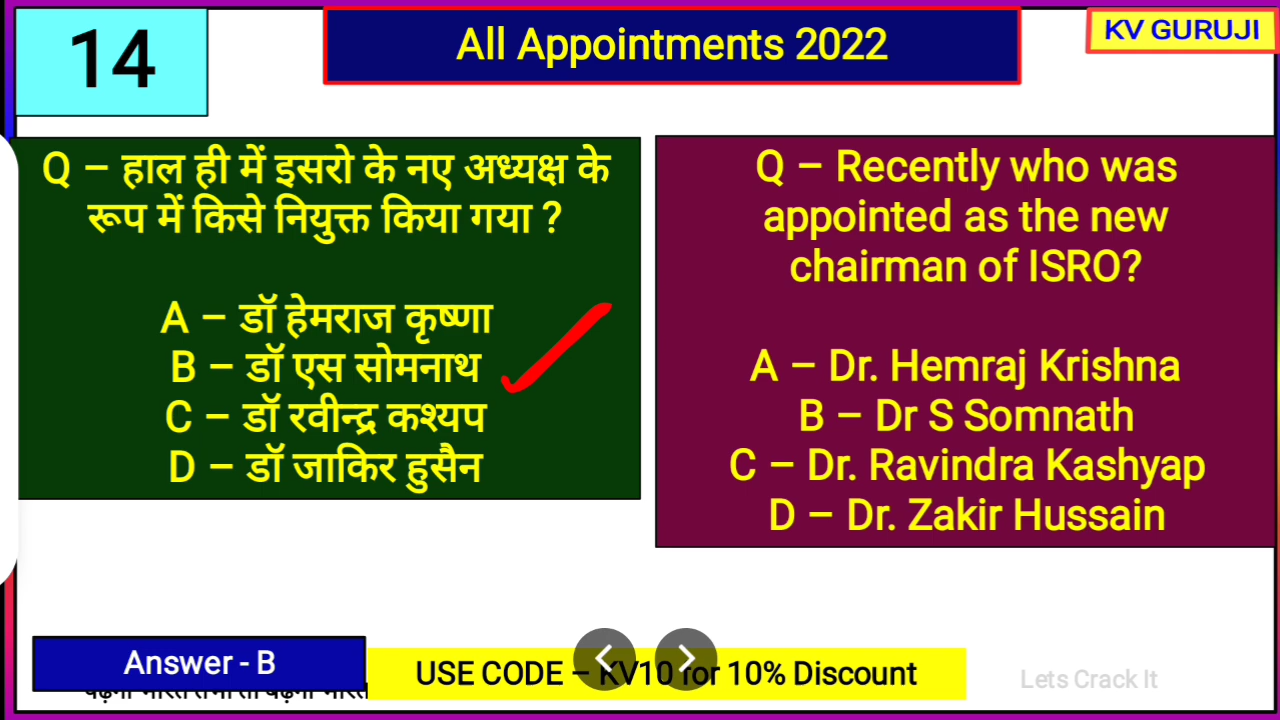 14
All Appointments 2022
KV GURUJI
Q – हाल ही में इसरो के नए अध्यक्ष के
रूप में किसे नियुक्त किया गया ?
A – डॉ हेमराज कृष्णा
B – डॉ एस सोमनाथ
C – डॉ रवीन्द्र कश्यप
D – डॉ जाकिर हुसैन
Q – Recently who was
appointed as the new
chairman of ISRO?
A – Dr. Hemraj Krishna
B – Dr S Somnath
C – Dr. Ravindra Kashyap
D – Dr. Zakir Hussain
Answer - B
USE CODE – KV10 for 10% Discount
Lets Crack It